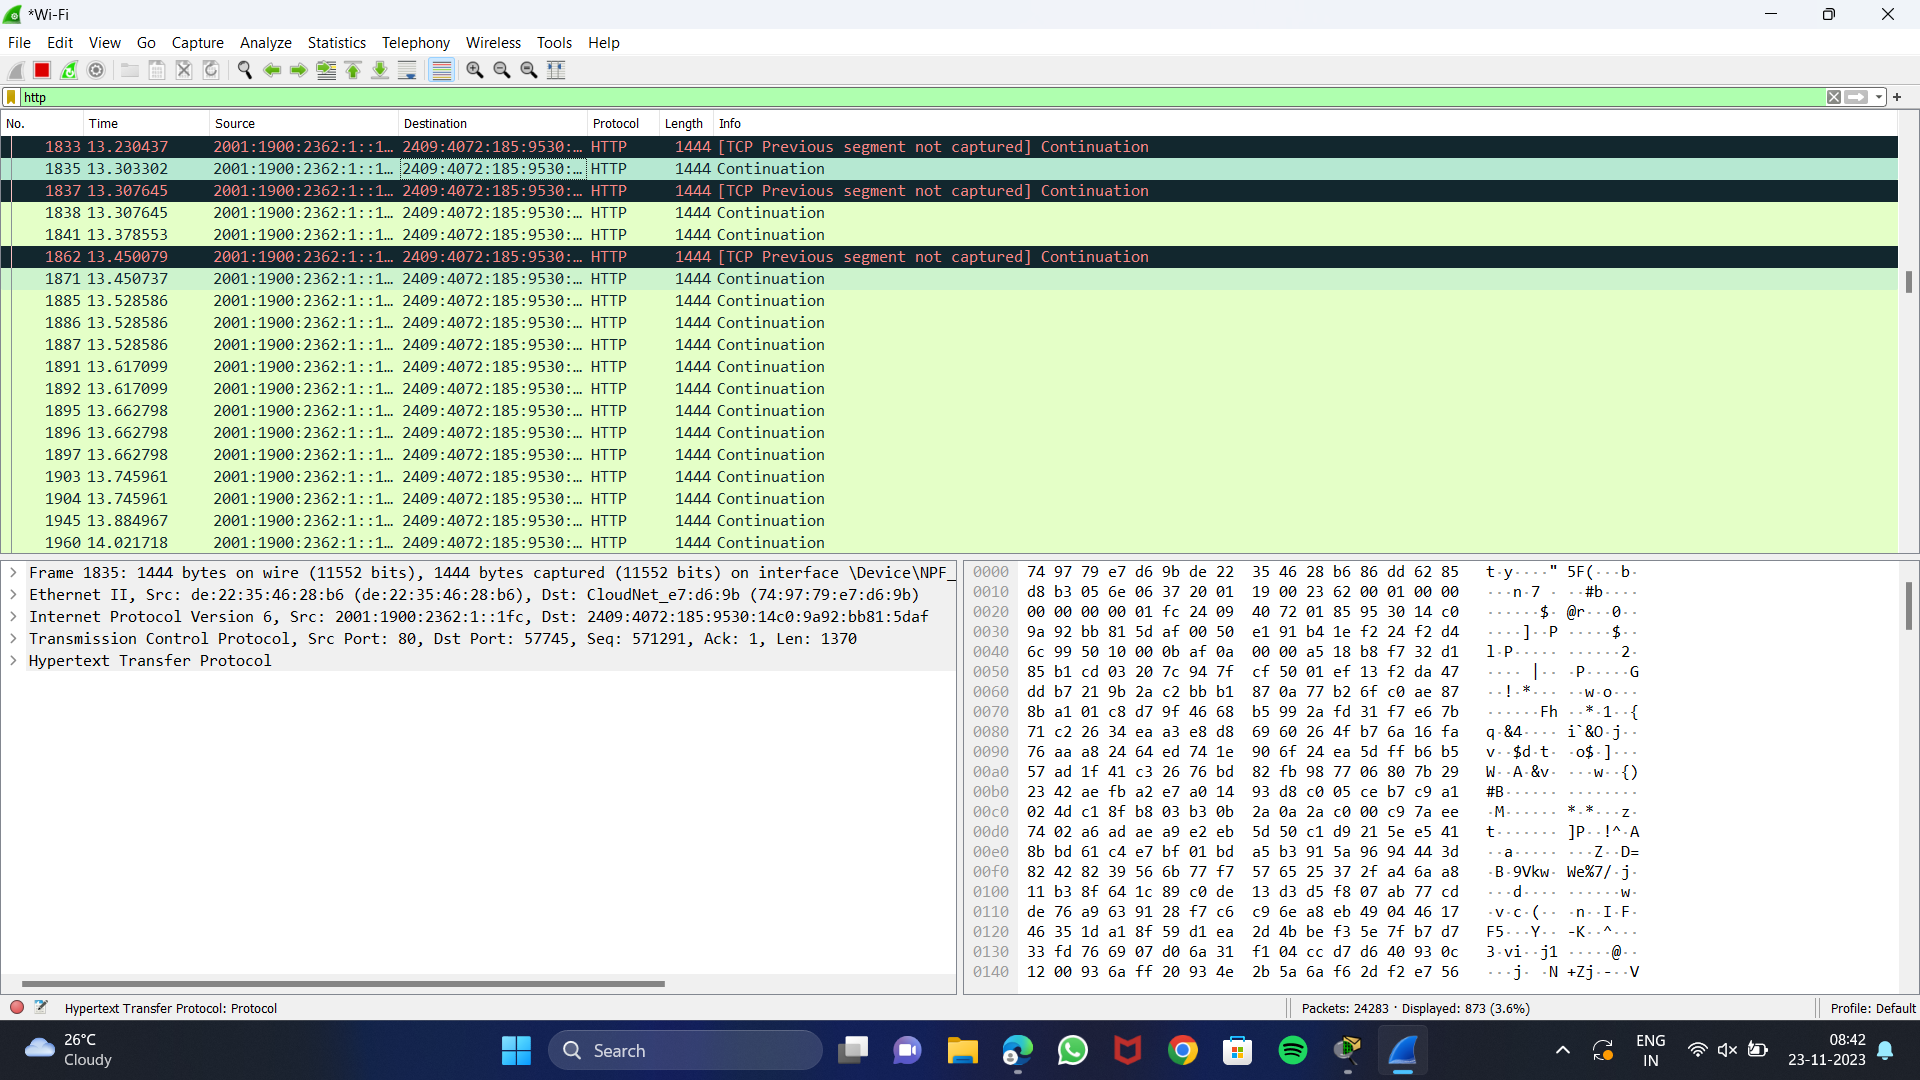 *Wi-Fi
File Edit View Go Capture Analyze Statistics Telephony Wireless Tools Help
http
No. Time Source Destination Protocol Length Info
1833 13.230437 2001:1900:2362:1::1… 2409:4072:185:9530:… HTTP 1444 [TCP Previous segment not captured] Continuation
1835 13.303302 2001:1900:2362:1::1… 2409:4072:185:9530:… HTTP 1444 Continuation
1837 13.307645 2001:1900:2362:1::1… 2409:4072:185:9530:… HTTP 1444 [TCP Previous segment not captured] Continuation
1838 13.307645 2001:1900:2362:1::1… 2409:4072:185:9530:… HTTP 1444 Continuation
1841 13.378553 2001:1900:2362:1::1… 2409:4072:185:9530:… HTTP 1444 Continuation
1862 13.450079 2001:1900:2362:1::1… 2409:4072:185:9530:… HTTP 1444 [TCP Previous segment not captured] Continuation
1871 13.450737 2001:1900:2362:1::1… 2409:4072:185:9530:… HTTP 1444 Continuation
1885 13.528586 2001:1900:2362:1::1… 2409:4072:185:9530:… HTTP 1444 Continuation
1886 13.528586 2001:1900:2362:1::1… 2409:4072:185:9530:… HTTP 1444 Continuation
1887 13.528586 2001:1900:2362:1::1… 2409:4072:185:9530:… HTTP 1444 Continuation
1891 13.617099 2001:1900:2362:1::1… 2409:4072:185:9530:… HTTP 1444 Continuation
1892 13.617099 2001:1900:2362:1::1… 2409:4072:185:9530:… HTTP 1444 Continuation
1895 13.662798 2001:1900:2362:1::1… 2409:4072:185:9530:… HTTP 1444 Continuation
1896 13.662798 2001:1900:2362:1::1… 2409:4072:185:9530:… HTTP 1444 Continuation
1897 13.662798 2001:1900:2362:1::1… 2409:4072:185:9530:… HTTP 1444 Continuation
1903 13.745961 2001:1900:2362:1::1… 2409:4072:185:9530:… HTTP 1444 Continuation
1904 13.745961 2001:1900:2362:1::1… 2409:4072:185:9530:… HTTP 1444 Continuation
1945 13.884967 2001:1900:2362:1::1… 2409:4072:185:9530:… HTTP 1444 Continuation
1960 14.021718 2001:1900:2362:1::1… 2409:4072:185:9530:… HTTP 1444 Continuation
Frame 1835: 1444 bytes on wire (11552 bits), 1444 bytes captured (11552 bits) on interface \Device\NPF_
Ethernet II, Src: de:22:35:46:28:b6 (de:22:35:46:28:b6), Dst: CloudNet_e7:d6:9b (74:97:79:e7:d6:9b)
Internet Protocol Version 6, Src: 2001:1900:2362:1::1fc, Dst: 2409:4072:185:9530:14c0:9a92:bb81:5daf
Transmission Control Protocol, Src Port: 80, Dst Port: 57745, Seq: 571291, Ack: 1, Len: 1370
Hypertext Transfer Protocol
0000 74 97 79 e7 d6 9b de 22 35 46 28 b6 86 dd 62 85 t·y····" 5F(···b·
0010 d8 b3 05 6e 06 37 20 01 19 00 23 62 00 01 00 00 ···n·7 · ··#b····
0020 00 00 00 00 01 fc 24 09 40 72 01 85 95 30 14 c0 ······$· @r···0··
0030 9a 92 bb 81 5d af 00 50 e1 91 b4 1e f2 24 f2 d4 ····]··P ·····$··
0040 6c 99 50 10 00 0b af 0a 00 00 a5 18 b8 f7 32 d1 l·P····· ······2·
0050 85 b1 cd 03 20 7c 94 7f cf 50 01 ef 13 f2 da 47 ···· |·· ·P·····G
0060 dd b7 21 9b 2a c2 bb b1 87 0a 77 b2 6f c0 ae 87 ··!·*··· ··w·o···
0070 8b a1 01 c8 d7 9f 46 68 b5 99 2a fd 31 f7 e6 7b ······Fh ··*·1··{
0080 71 c2 26 34 ea a3 e8 d8 69 60 26 4f b7 6a 16 fa q·&4···· i`&O·j··
0090 76 aa a8 24 64 ed 74 1e 90 6f 24 ea 5d ff b6 b5 v··$d·t· ·o$·]···
00a0 57 ad 1f 41 c3 26 76 bd 82 fb 98 77 06 80 7b 29 W··A·&v· ···w··{)
00b0 23 42 ae fb a2 e7 a0 14 93 d8 c0 05 ce b7 c9 a1 #B······ ········
00c0 02 4d c1 8f b8 03 b3 0b 2a 0a 2a c0 00 c9 7a ee ·M······ *·*···z·
00d0 74 02 a6 ad ae a9 e2 eb 5d 50 c1 d9 21 5e e5 41 t······· ]P··!^·A
00e0 8b bd 61 c4 e7 bf 01 bd a5 b3 91 5a 96 94 44 3d ··a····· ···Z··D=
00f0 82 42 82 39 56 6b 77 f7 57 65 25 37 2f a4 6a a8 ·B·9Vkw· We%7/·j·
0100 11 b3 8f 64 1c 89 c0 de 13 d3 d5 f8 07 ab 77 cd ···d···· ······w·
0110 de 76 a9 63 91 28 f7 c6 c9 6e a8 eb 49 04 46 17 ·v·c·(·· ·n··I·F·
0120 46 35 1d a1 8f 59 d1 ea 2d 4b be f3 5e 7f b7 d7 F5···Y·· -K··^···
0130 33 fd 76 69 07 d0 6a 31 f1 04 cc d7 d6 40 93 0c 3·vi··j1 ·····@··
0140 12 00 93 6a ff 20 93 4e 2b 5a 6a f6 2d f2 e7 56 ···j· ·N +Zj·-··V
Hypertext Transfer Protocol: Protocol
Packets: 24283 · Displayed: 873 (3.6%)
Profile: Default
26°C
Cloudy
Search
ENG
IN
08:42
23-11-2023